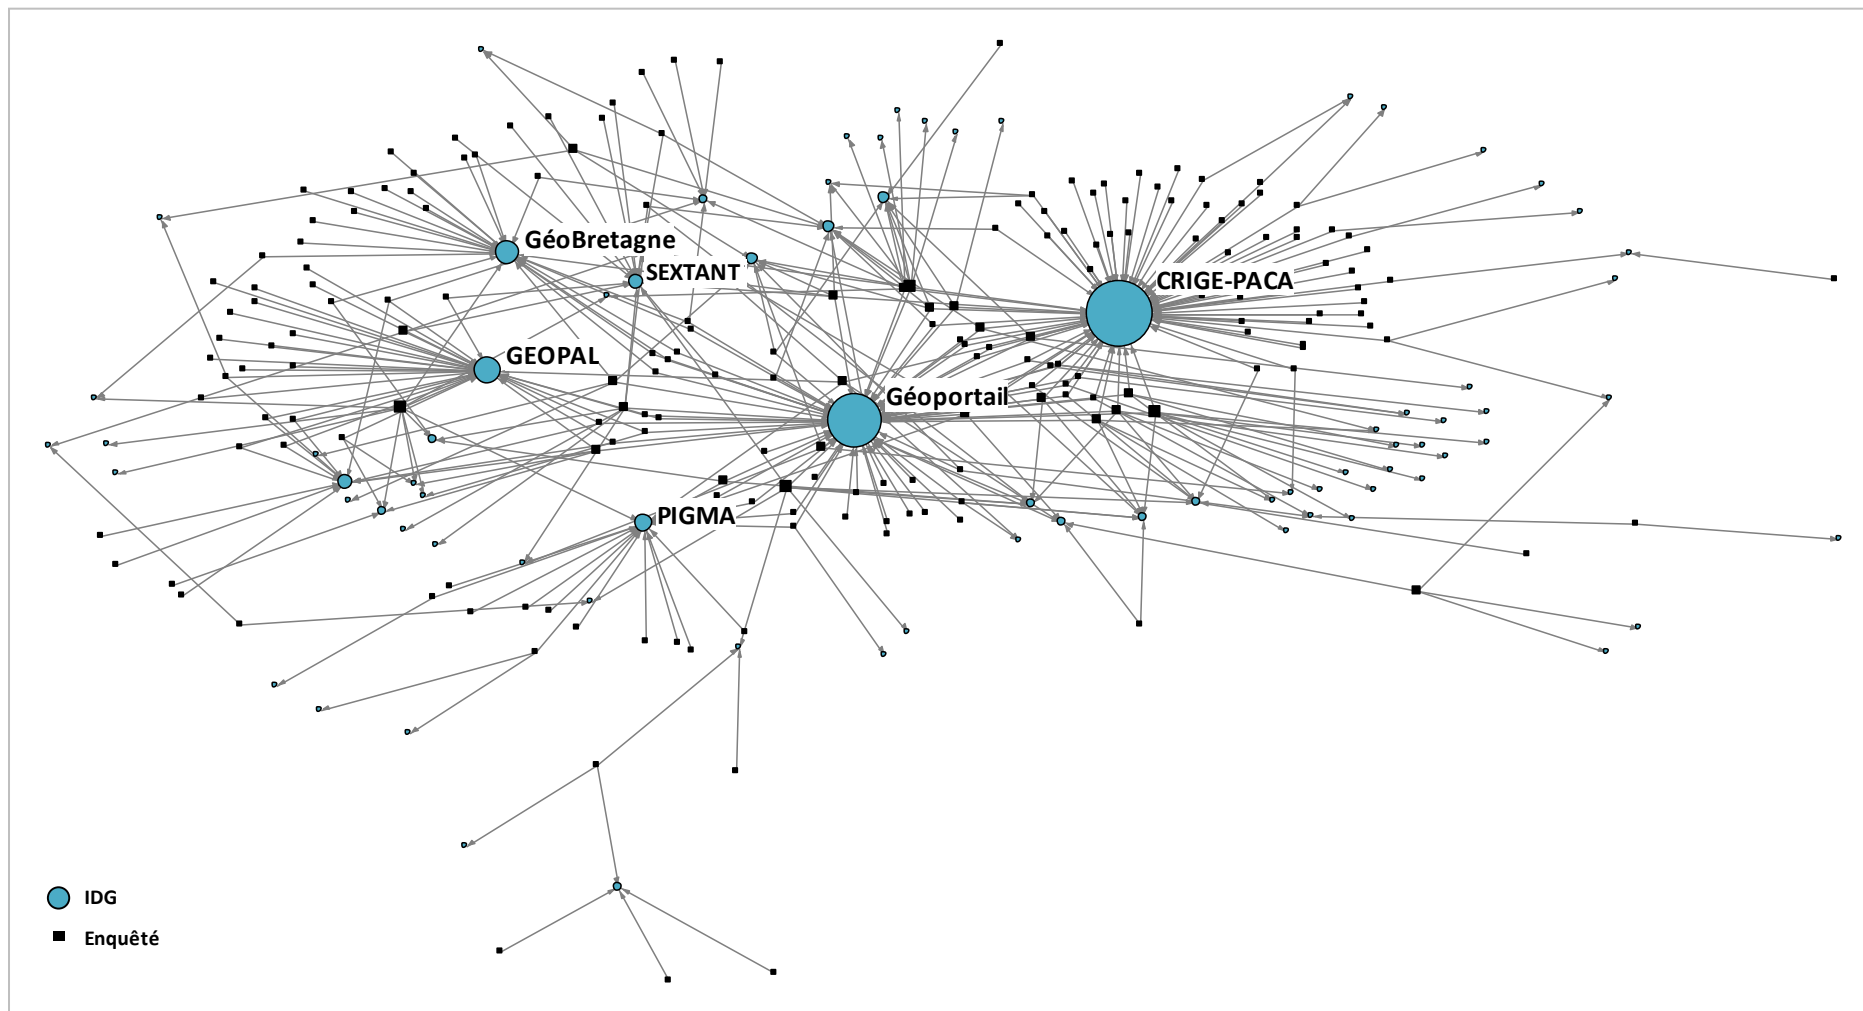 GéoBretagne
SEXTANT
CRIGE-PACA
GEOPAL
Géoportail
PIGMA
IDG
Enquêté